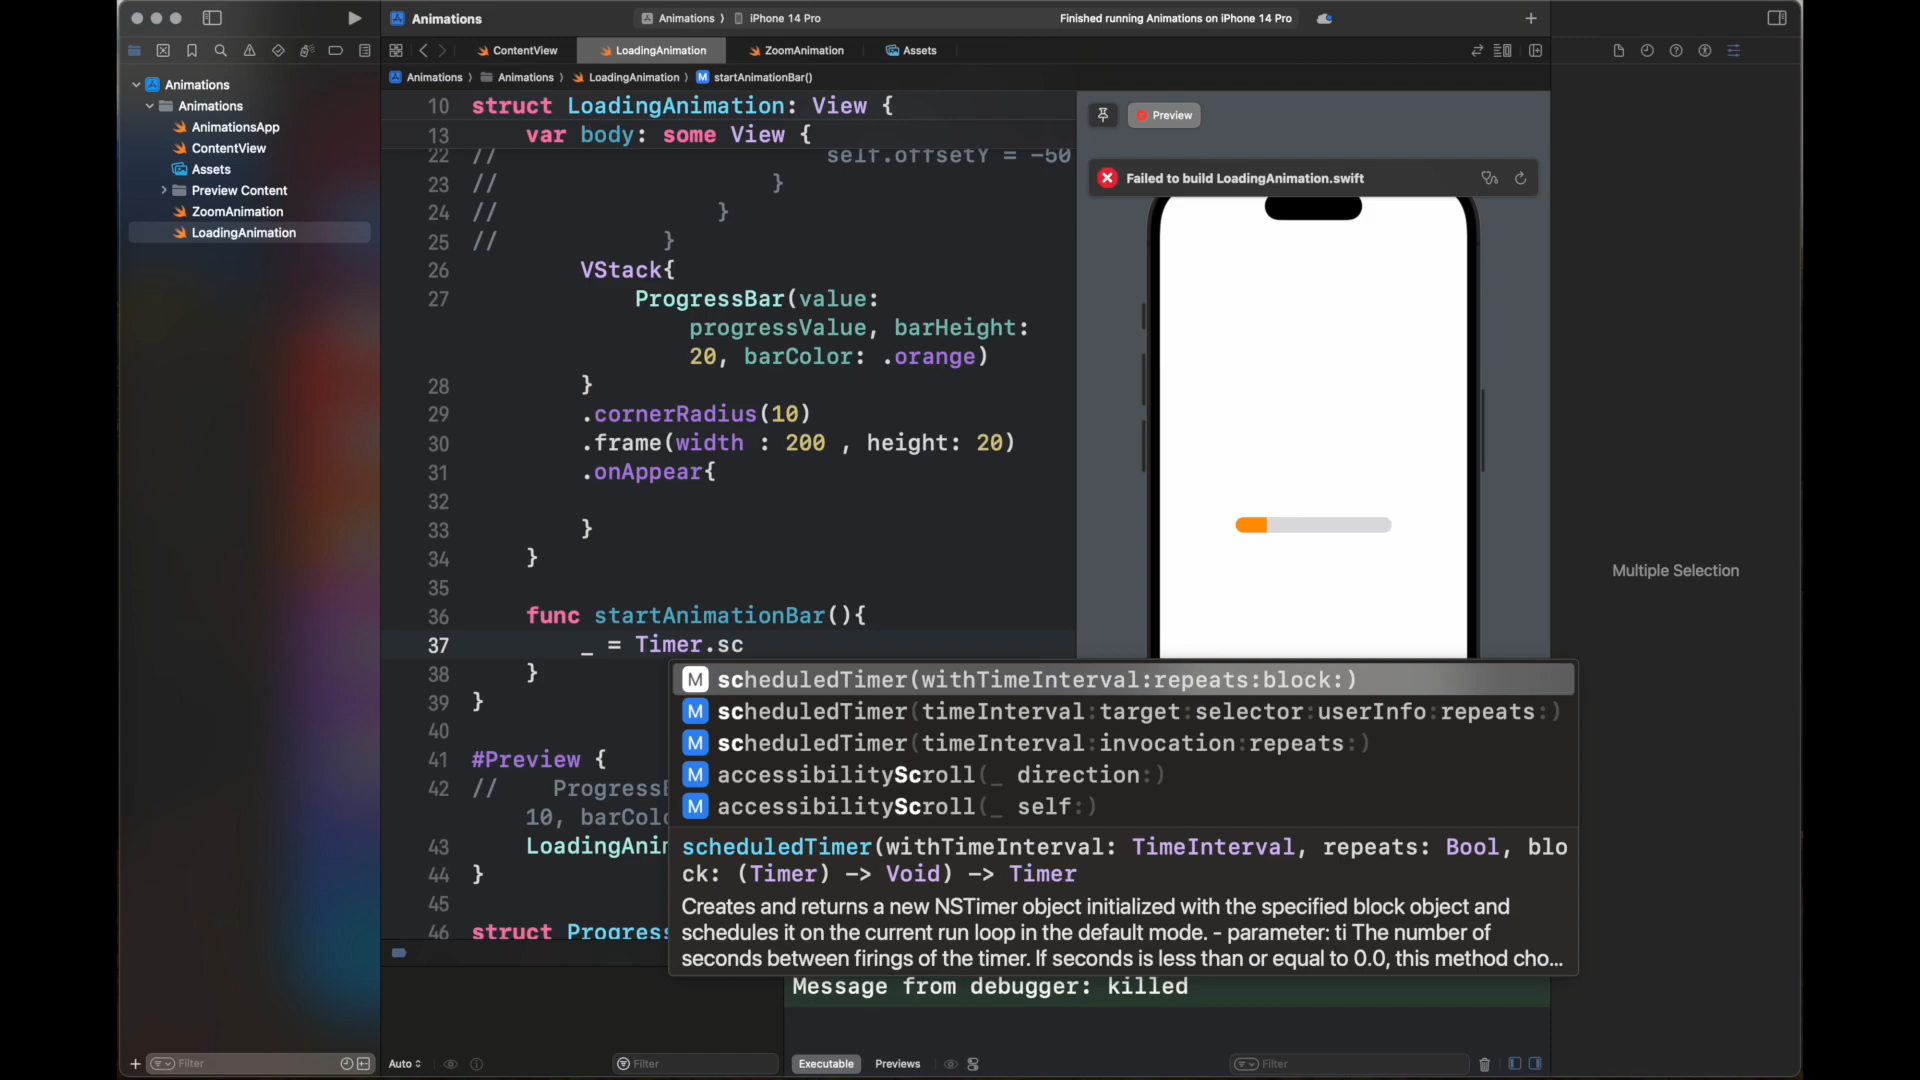 Animations
Animations 〉 iPhone 14 Pro
Finished running Animations on iPhone 14 Pro
ContentView
LoadingAnimation
ZoomAnimation
Assets
Animations 〉 Animations 〉 LoadingAnimation 〉 M startAnimationBar()
Animations
Animations
AnimationsApp
ContentView
Assets
Preview Content
ZoomAnimation
LoadingAnimation
10 struct LoadingAnimation: View {
13 var body: some View {
22 // self.offsetY = -50
23 // }
24 // }
25 // }
26 VStack{
27 ProgressBar(value:
progressValue, barHeight:
20, barColor: .orange)
28 }
29 .cornerRadius(10)
30 .frame(width : 200 , height: 20)
31 .onAppear{
32
33 }
34 }
35
36 func startAnimationBar(){
37 _ = Timer.sc
38 }
39 }
40
41 #Preview {
42 // ProgressB
10, barColo
43 LoadingAnim
44 }
45
46 struct Progress
Preview
Failed to build LoadingAnimation.swift
M scheduledTimer(withTimeInterval:repeats:block:)
M scheduledTimer(timeInterval:target:selector:userInfo:repeats:)
M scheduledTimer(timeInterval:invocation:repeats:)
M accessibilityScroll(_ direction:)
M accessibilityScroll(_ self:)
scheduledTimer(withTimeInterval: TimeInterval, repeats: Bool, blo
ck: (Timer) -> Void) -> Timer
Creates and returns a new NSTimer object initialized with the specified block object and
schedules it on the current run loop in the default mode. - parameter: ti The number of
seconds between firings of the timer. If seconds is less than or equal to 0.0, this method cho...
Message from debugger: killed
Multiple Selection
Filter
Auto
Filter
Executable
Previews
Filter